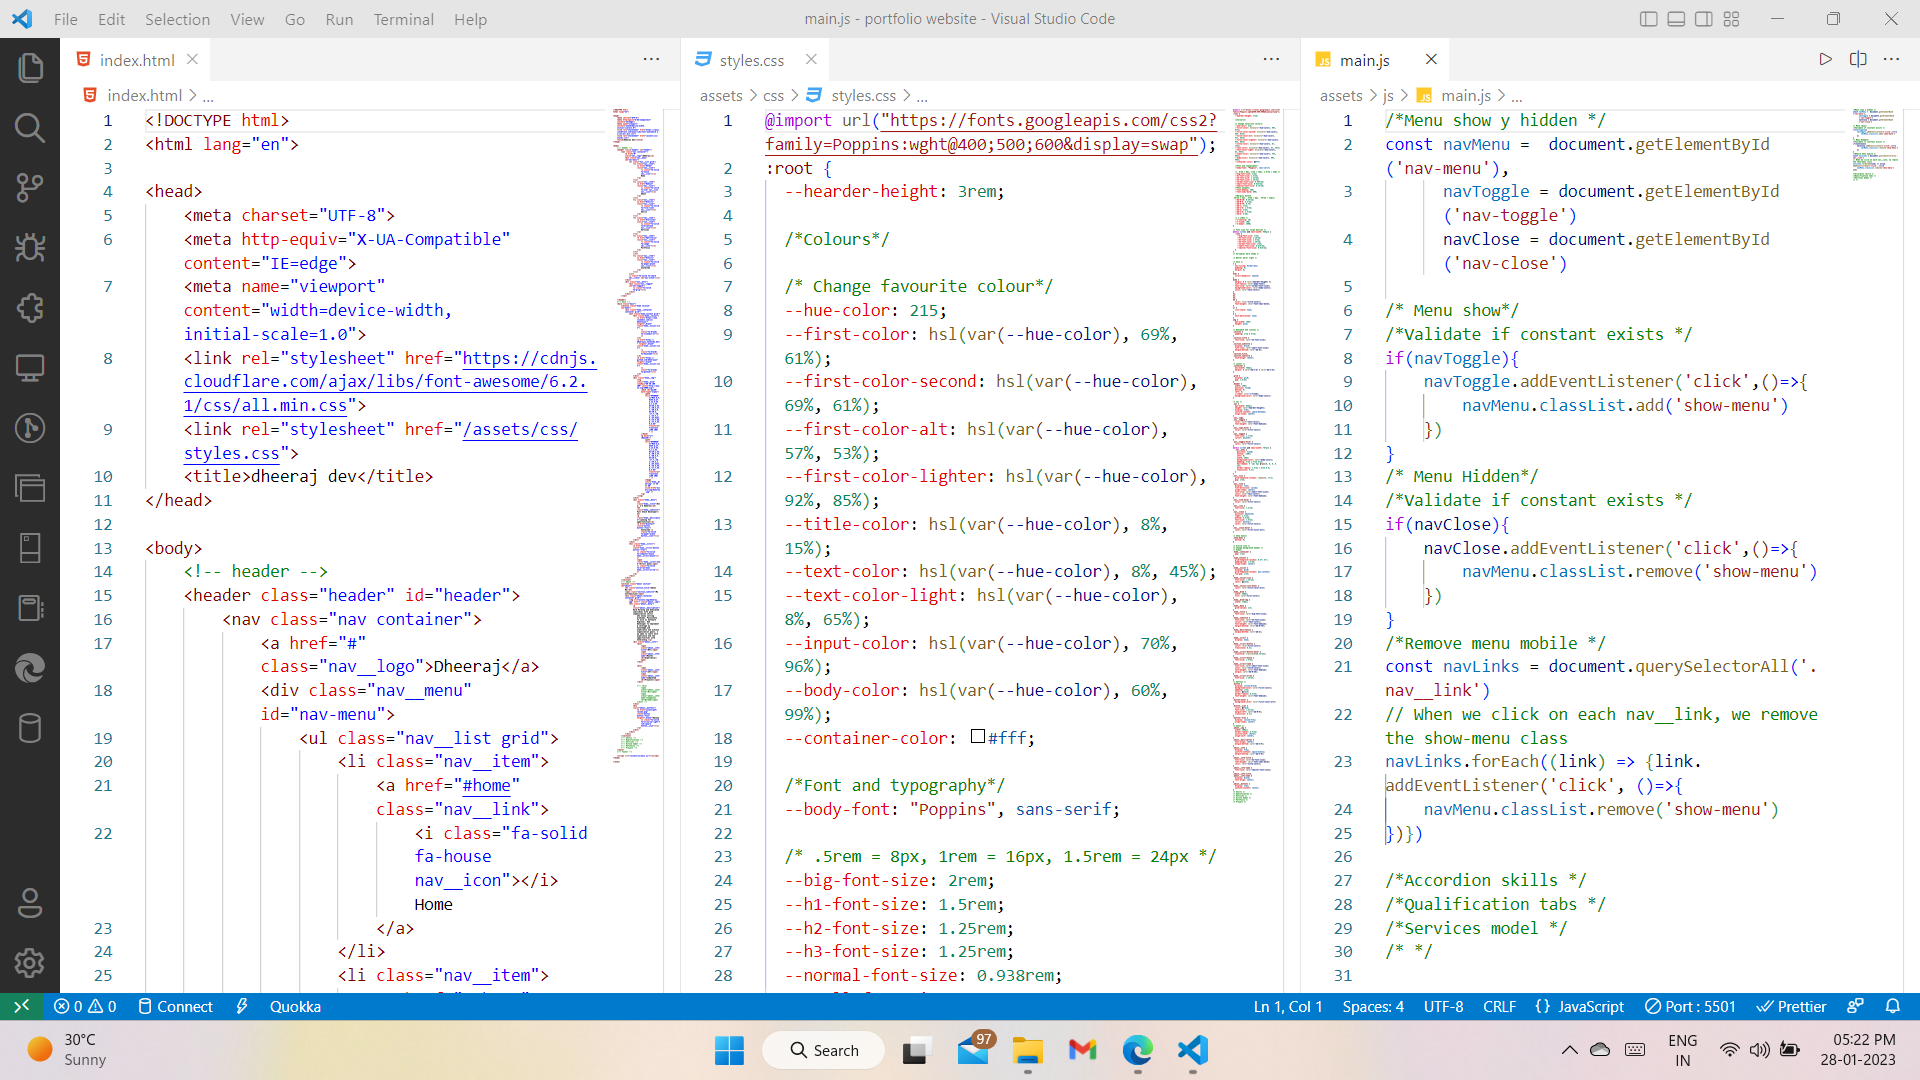 File Edit Selection View Go Run Terminal Help
main.js - portfolio website - Visual Studio Code
index.html
index.html > ...
1 <!DOCTYPE html>
2 <html lang="en">
3
4 <head>
5 <meta charset="UTF-8">
6 <meta http-equiv="X-UA-Compatible"
content="IE=edge">
7 <meta name="viewport"
content="width=device-width,
initial-scale=1.0">
8 <link rel="stylesheet" href="https://cdnjs.
cloudflare.com/ajax/libs/font-awesome/6.2.
1/css/all.min.css">
9 <link rel="stylesheet" href="/assets/css/
styles.css">
10 <title>dheeraj dev</title>
11 </head>
12
13 <body>
14 <!-- header -->
15 <header class="header" id="header">
16 <nav class="nav container">
17 <a href="#"
class="nav__logo">Dheeraj</a>
18 <div class="nav__menu"
id="nav-menu">
19 <ul class="nav__list grid">
20 <li class="nav__item">
21 <a href="#home"
class="nav__link">
22 <i class="fa-solid
fa-house
nav__icon"></i>
Home
23 </a>
24 </li>
25 <li class="nav__item">
styles.css
assets > css > styles.css > ...
1 @import url("https://fonts.googleapis.com/css2?
family=Poppins:wght@400;500;600&display=swap");
2 :root {
3 --hearder-height: 3rem;
4
5 /*Colours*/
6
7 /* Change favourite colour*/
8 --hue-color: 215;
9 --first-color: hsl(var(--hue-color), 69%,
61%);
10 --first-color-second: hsl(var(--hue-color),
69%, 61%);
11 --first-color-alt: hsl(var(--hue-color),
57%, 53%);
12 --first-color-lighter: hsl(var(--hue-color),
92%, 85%);
13 --title-color: hsl(var(--hue-color), 8%,
15%);
14 --text-color: hsl(var(--hue-color), 8%, 45%);
15 --text-color-light: hsl(var(--hue-color),
8%, 65%);
16 --input-color: hsl(var(--hue-color), 70%,
96%);
17 --body-color: hsl(var(--hue-color), 60%,
99%);
18 --container-color: #fff;
19
20 /*Font and typography*/
21 --body-font: "Poppins", sans-serif;
22
23 /* .5rem = 8px, 1rem = 16px, 1.5rem = 24px */
24 --big-font-size: 2rem;
25 --h1-font-size: 1.5rem;
26 --h2-font-size: 1.25rem;
27 --h3-font-size: 1.25rem;
28 --normal-font-size: 0.938rem;
main.js
assets > js > main.js > ...
1 /*Menu show y hidden */
2 const navMenu =  document.getElementById
('nav-menu'),
3 navToggle = document.getElementById
('nav-toggle')
4 navClose = document.getElementById
('nav-close')
5
6 /* Menu show*/
7 /*Validate if constant exists */
8 if(navToggle){
9 navToggle.addEventListener('click',()=>{
10 navMenu.classList.add('show-menu')
11 })
12 }
13 /* Menu Hidden*/
14 /*Validate if constant exists */
15 if(navClose){
16 navClose.addEventListener('click',()=>{
17 navMenu.classList.remove('show-menu')
18 })
19 }
20 /*Remove menu mobile */
21 const navLinks = document.querySelectorAll('.
nav__link')
22 // When we click on each nav__link, we remove
the show-menu class
23 navLinks.forEach((link) => {link.
addEventListener('click', ()=>{
24 navMenu.classList.remove('show-menu')
25 })})
26
27 /*Accordion skills */
28 /*Qualification tabs */
29 /*Services model */
30 /* */
31
0 0 Connect Quokka
Ln 1, Col 1 Spaces: 4 UTF-8 CRLF {} JavaScript Port : 5501 Prettier
30°C
Sunny
Search
97
ENG
IN
05:22 PM
28-01-2023